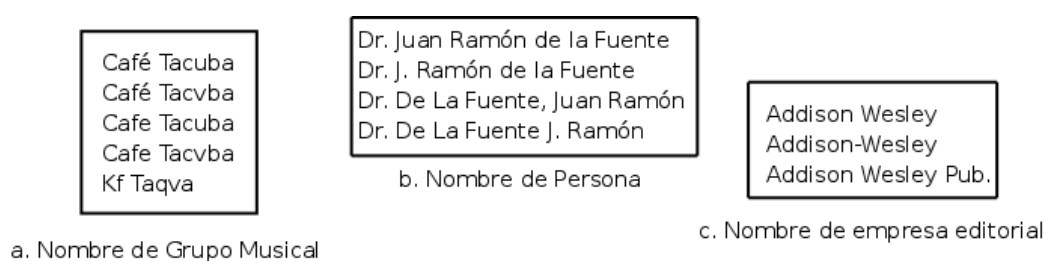 Café Tacuba
Café Tacvba
Cafe Tacuba
Cafe Tacvba
Kf Taqva
a. Nombre de Grupo Musical
Dr. Juan Ramón de la Fuente
Dr. J. Ramón de la Fuente
Dr. De La Fuente, Juan Ramón
Dr. De La Fuente J. Ramón
b. Nombre de Persona
Addison Wesley
Addison-Wesley
Addison Wesley Pub.
c. Nombre de empresa editorial